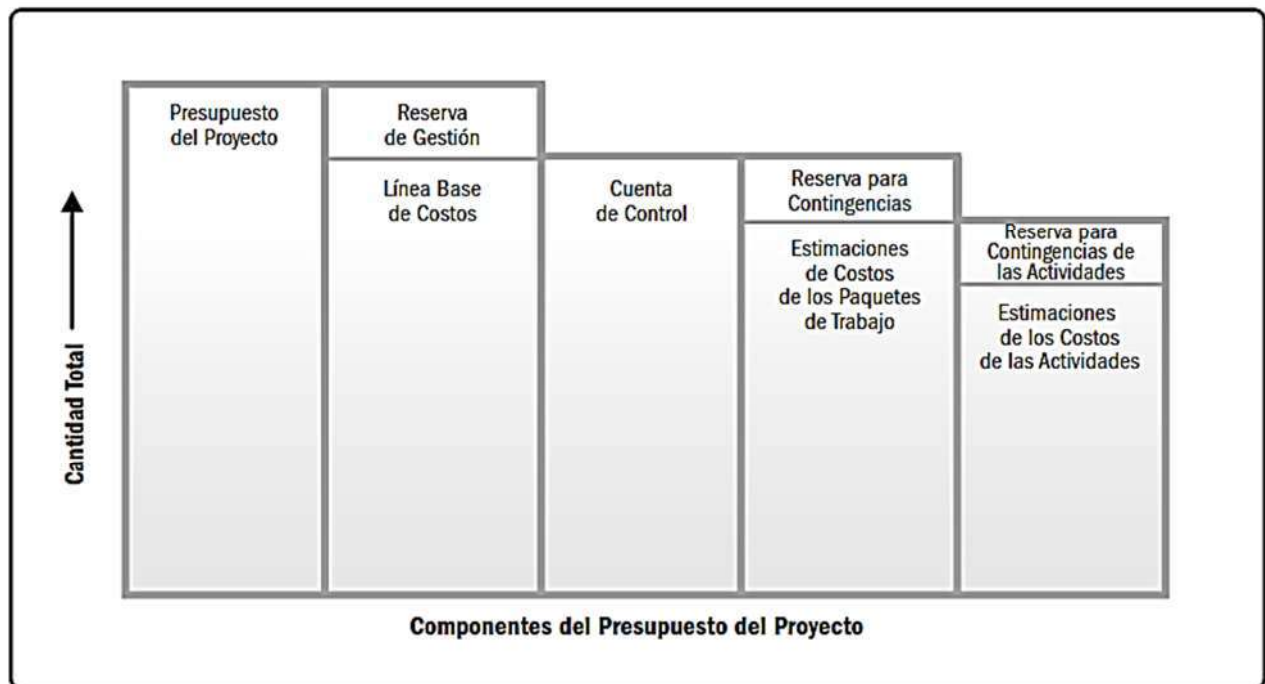 Presupuesto
del Proyecto
Reserva
de Gestión
Línea Base
de Costos
Cuenta
de Control
Reserva para
Contingencias
Estimaciones
de Costos
de los Paquetes
de Trabajo
Reserva para
Contingencias de
las Actividades
Estimaciones
de los Costos
de las Actividades
Cantidad Total
Componentes del Presupuesto del Proyecto